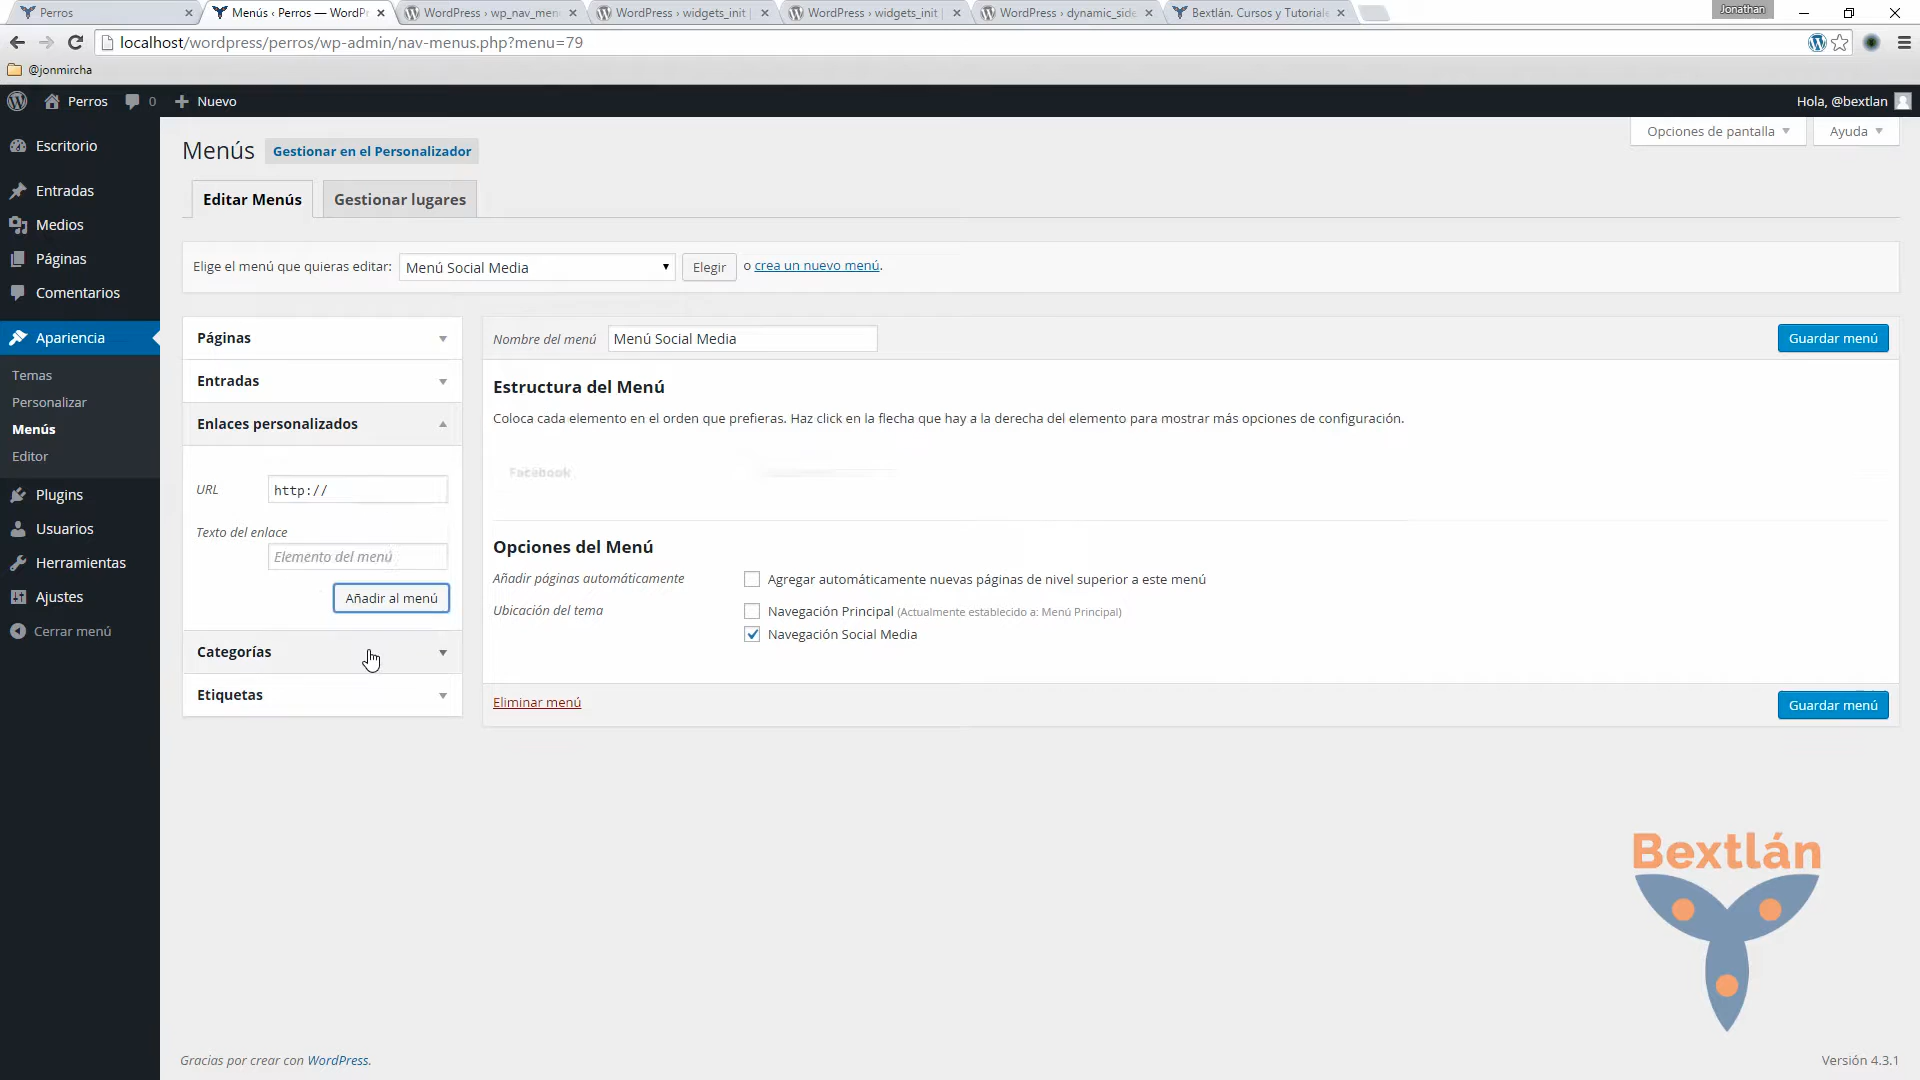 Perros
Menús ‹ Perros — WordPr
WordPress › wp_nav_men
WordPress › widgets_init |
WordPress › widgets_init |
WordPress › dynamic_side
Bextlán. Cursos y Tutoriale
Jonathan
localhost/wordpress/perros/wp-admin/nav-menus.php?menu=79
@jonmircha
Perros
0
Nuevo
Hola, @bextlan
Opciones de pantalla
Ayuda
Escritorio
Entradas
Medios
Páginas
Comentarios
Apariencia
Temas
Personalizar
Menús
Editor
Plugins
Usuarios
Herramientas
Ajustes
Cerrar menú
Menús
Gestionar en el Personalizador
Editar Menús
Gestionar lugares
Elige el menú que quieras editar: Menú Social Media Elegir o crea un nuevo menú.
Páginas
Entradas
Enlaces personalizados
URL http://
Texto del enlace
Elemento del menú
Añadir al menú
Categorías
Etiquetas
Nombre del menú Menú Social Media Guardar menú
Estructura del Menú
Coloca cada elemento en el orden que prefieras. Haz click en la flecha que hay a la derecha del elemento para mostrar más opciones de configuración.
Facebook
Opciones del Menú
Añadir páginas automáticamente Agregar automáticamente nuevas páginas de nivel superior a este menú
Ubicación del tema Navegación Principal (Actualmente establecido a: Menú Principal)
Navegación Social Media
Eliminar menú
Guardar menú
Bextlán
Gracias por crear con WordPress.
Versión 4.3.1